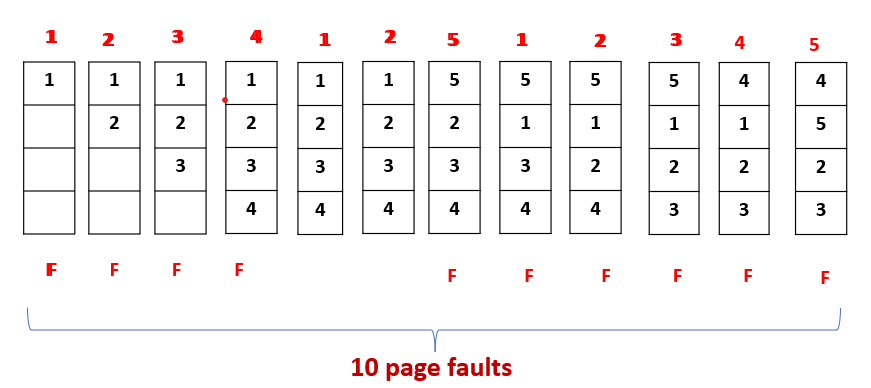 1 2 3 4 1 2 5 1 2 3 4 5
1 1 1 1 1 1 5 5 5 5 4 4
2 2 2 2 2 2 1 1 1 1 5
3 3 3 3 3 3 2 2 2 2
4 4 4 4 4 4 3 3 3
F F F F F F F F F F
10 page faults